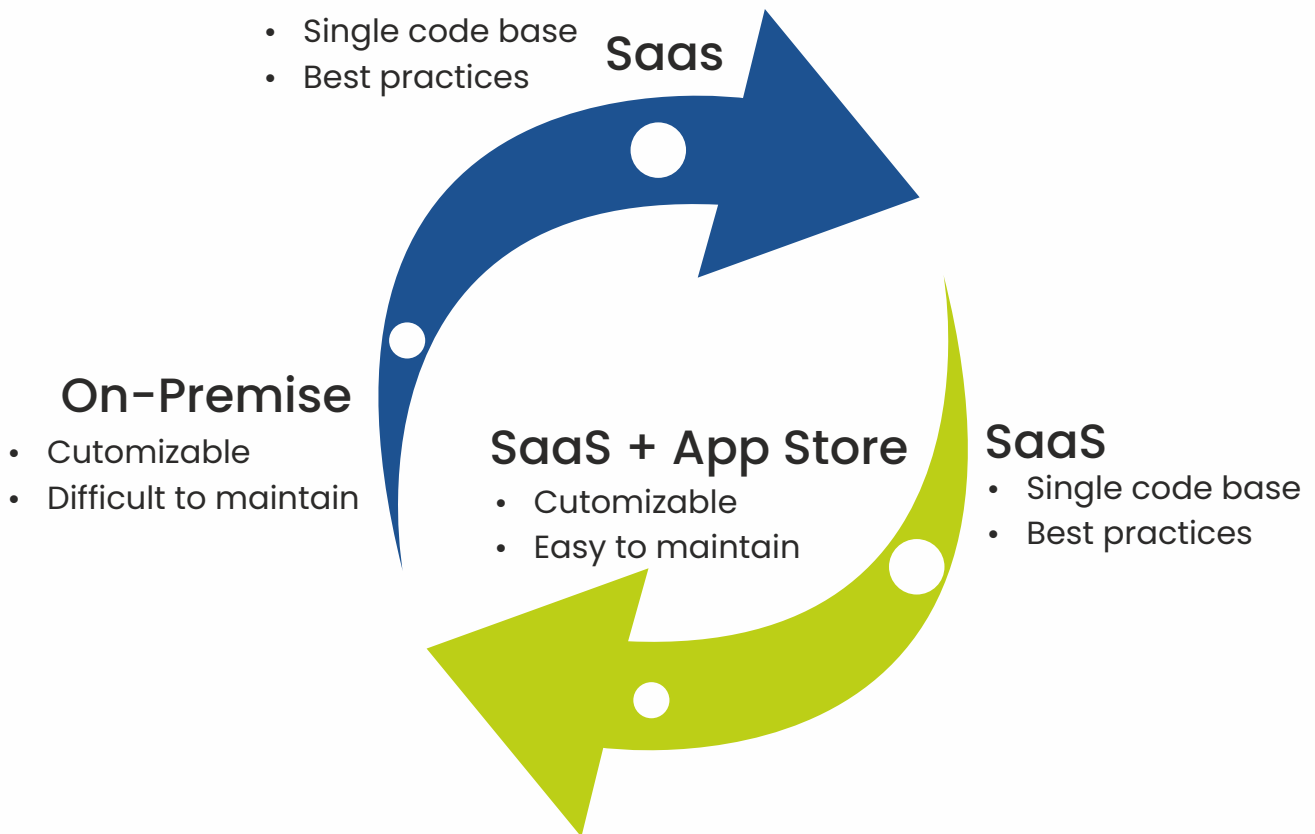 • Single code base
• Best practices
Saas
On-Premise
• Cutomizable
• Difficult to maintain
SaaS + App Store
• Cutomizable
• Easy to maintain
SaaS
• Single code base
• Best practices